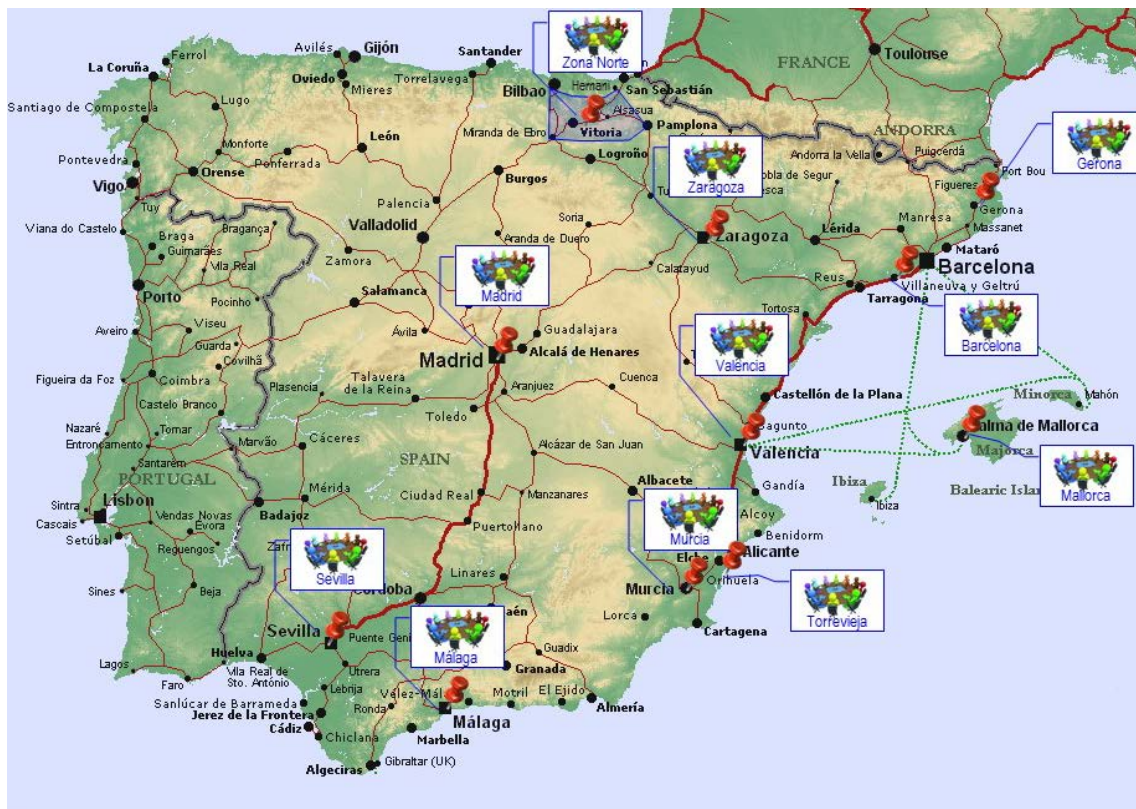 Zona Norte
Ferrol
Avilés
Gijón
Santander
La Coruña
Oviedo
Mieres
Torrelavega
Bilbao
Hernani
San Sebastián
Toulouse
FRANCE
Santiago de Compostela
Lugo
León
Alsasua
Vitoria
Pamplona
Miranda de Ebro
Logroño
ANDORRA
Andorra la Vella
Puigcerdá
Port Bou
Gerona
Pontevedra
Monforte
Ponferrada
Orense
Vigo
Tuy
Burgos
Zaragoza
Figueres
Gerona
Massanet
Palencia
Soria
Viana do Castelo
Braga
Bragança
Guimarães
Valladolid
Aranda de Duero
Zaragoza
Lérida
Manresa
Mataró
Barcelona
Vila Real
Zamora
Calatayud
Reus
Villaneuva y Geltrú
Tarragona
Porto
Pocinho
Salamanca
Madrid
Tortosa
Aveiro
Viseu
Guarda
Covilhã
Ávila
Guadalajara
Madrid
Alcalá de Henares
Valencia
Barcelona
Figueira da Foz
Coimbra
Plasencia
Talavera
de la Reina
Aranjuez
Cuenca
Castelo Branco
Toledo
Castellón de la Plana
Minorca
Mahón
Nazaré
Tomar
Entroncamento
Marvão
Cáceres
Alcázar de San Juan
Sagunto
Valencia
Palma de Mallorca
Majorca
Santarém
PORTUGAL
SPAIN
Mallorca
Lisbon
Sintra
Cascais
Mérida
Badajoz
Ciudad Real
Manzanares
Albacete
Gandía
Ibiza
Ibiza
Setúbal
Vendas Novas
Évora
Reguengos
Puertollano
Murcia
Alcoy
Benidorm
Alicante
Sevilla
Linares
Elche
Orihuela
Torrevieja
Sines
Beja
Córdoba
Murcia
Lorca
Cartagena
Sevilla
Málaga
Huelva
Utrera
Guadix
Granada
Lagos
Faro
Vila Real de
Sto. António
Lebrija
Ronda
Motril
El Ejido
Almería
Sanlúcar de Barrameda
Jerez de la Frontera
Málaga
Cádiz
Chiclana
Marbella
Algeciras
Gibraltar (UK)